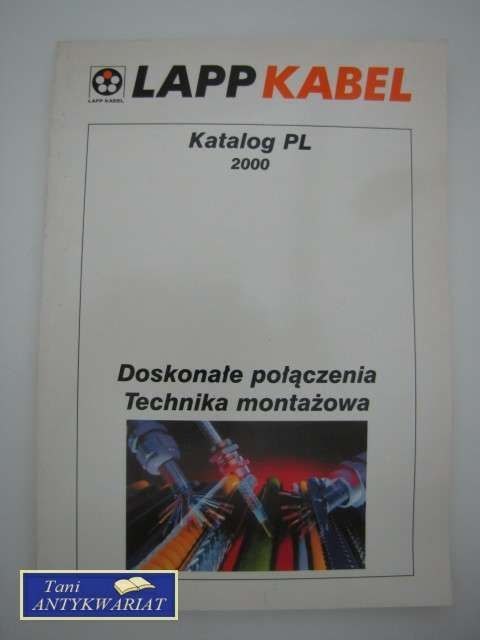 LAPP KABEL
LAPP KABEL
Katalog PL
2000
Doskonałe połączenia
Technika montażowa
Tani
ANTYKWARIAT